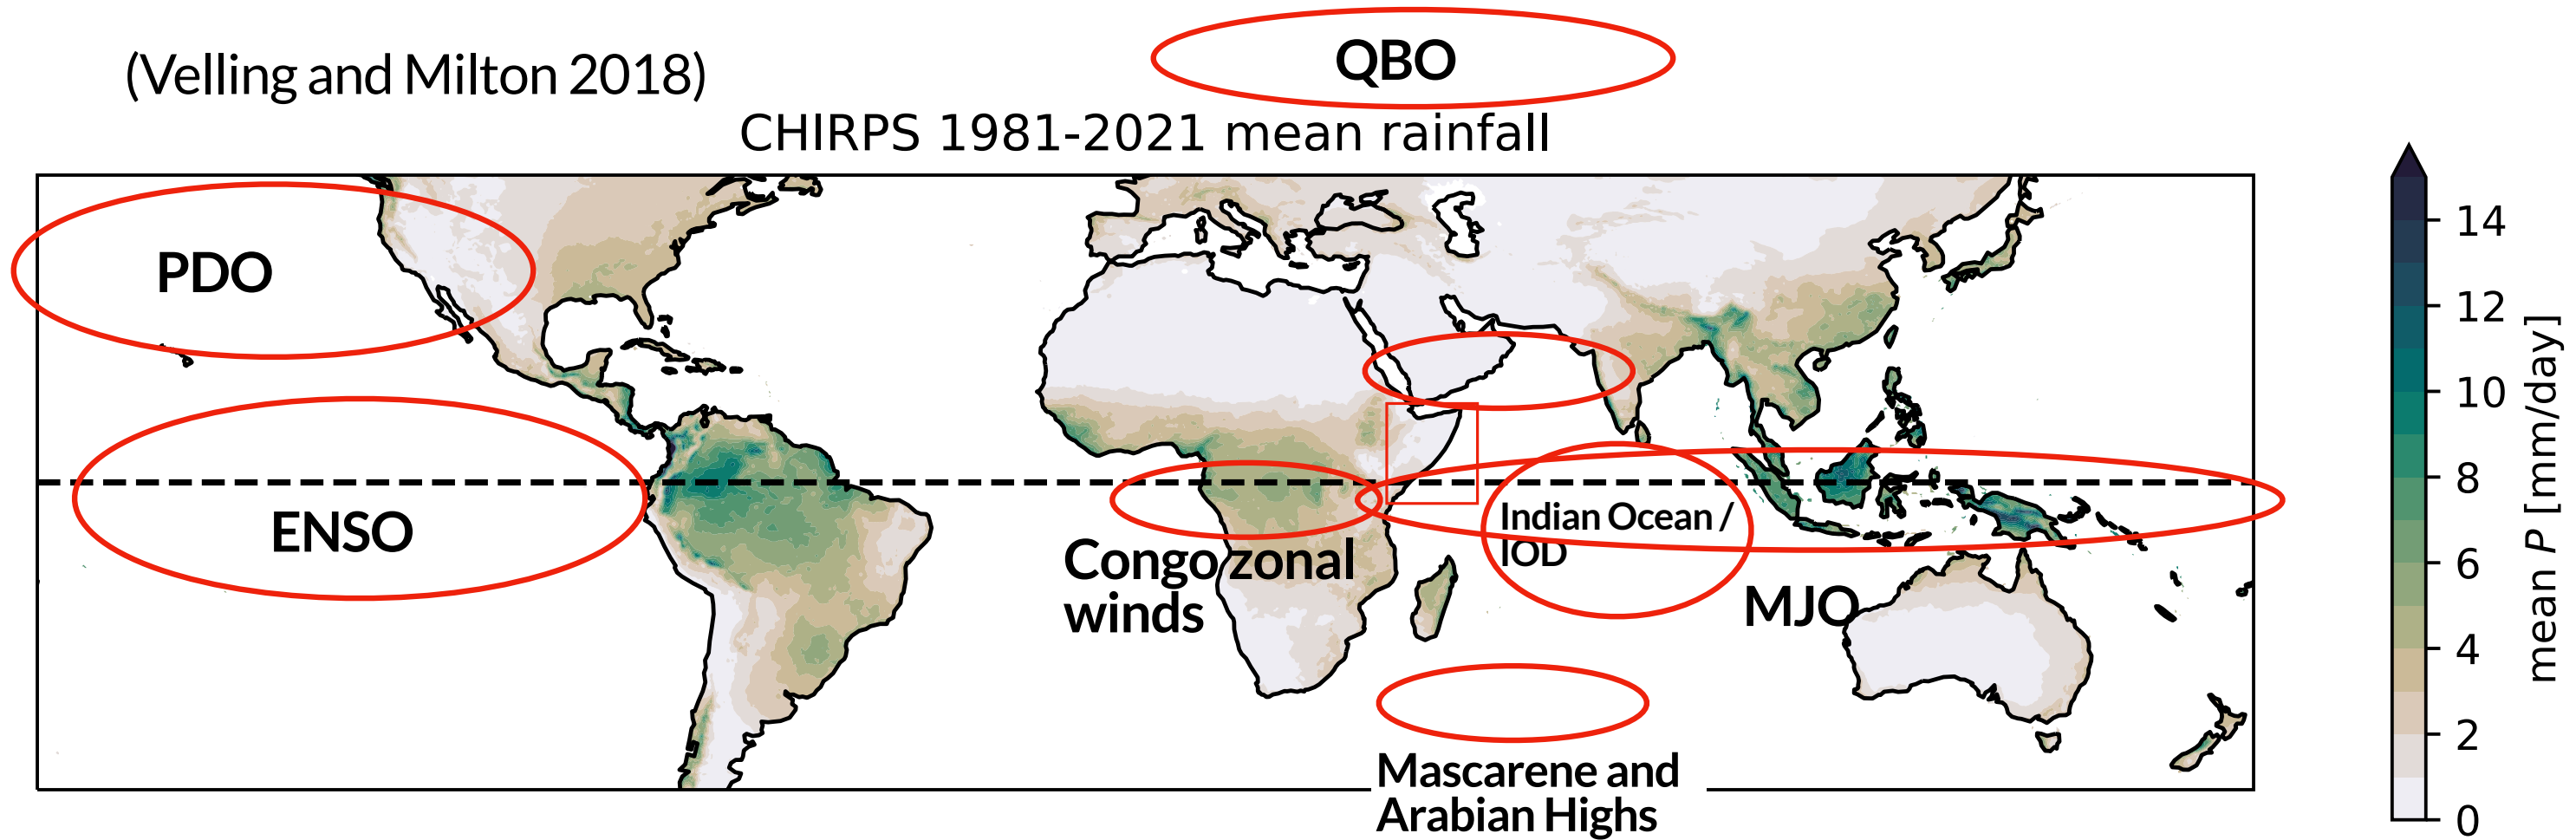 QBO
(Velling and Milton 2018)
CHIRPS 1981-2021 mean rainfall
PDO
ENSO
Congo zonal
winds
Indian Ocean /
IOD
MJO
Mascarene and
Arabian Highs
14
12
10
8
6
4
2
0
mean P [mm/day]